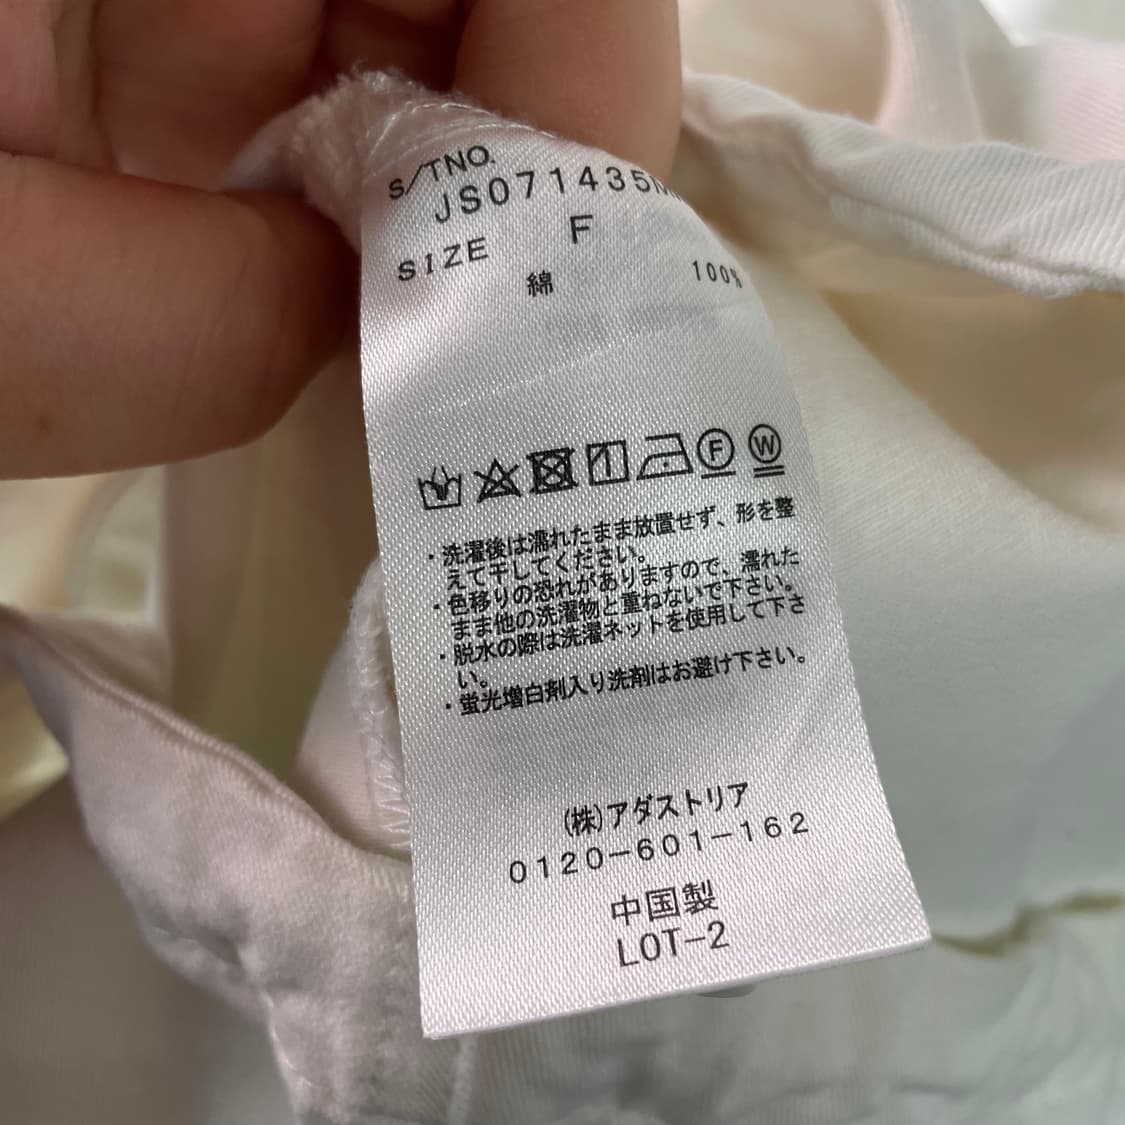 S/TNO.
JS071435M
SIZE F
綿 100%
F W
・洗濯後は濡れたまま放置せず、形を整
えて干してください。
・色移りの恐れがありますので、濡れた
まま他の洗濯物と重ねないで下さい。
・脱水の際は洗濯ネットを使用して下さ
い。
・蛍光増白剤入り洗剤はお避け下さい。
(株)アダストリア
0120-601-162
中国製
LOT-2